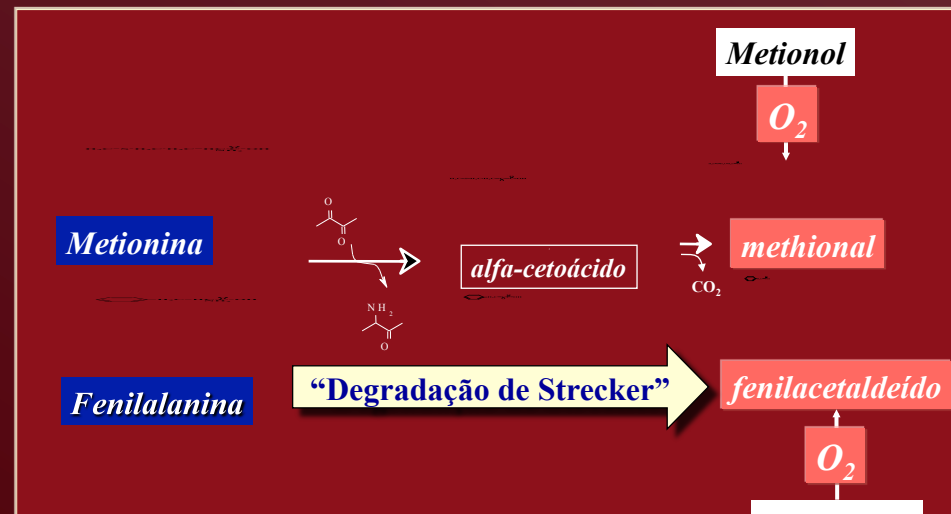 Metionol
O₂
O
O
Metionina
alfa-cetoácido
methional
CO₂
NH₂
O
"Degradação de Strecker"
Fenilalanina
fenilacetaldeído
O₂